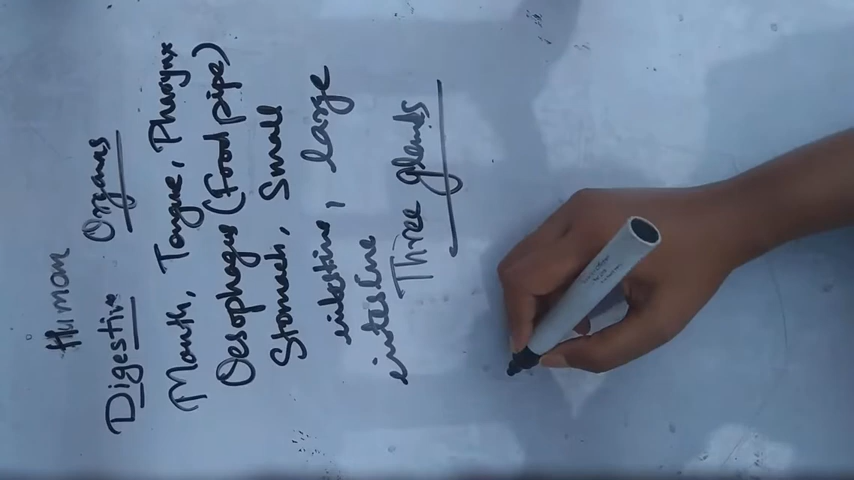 Human
Digestive Organs
Mouth, Tongue, Pharynx
Oesophagus (Food pipe)
Stomach, Small
intestine, large
intestine
Three glands